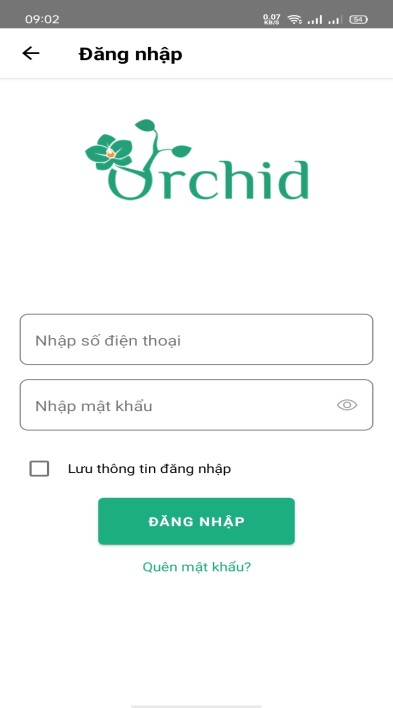 09:02
0.07
KB/S
54
Đăng nhập
Orchid
Nhập số điện thoại
Nhập mật khẩu
Lưu thông tin đăng nhập
ĐĂNG NHẬP
Quên mật khẩu?